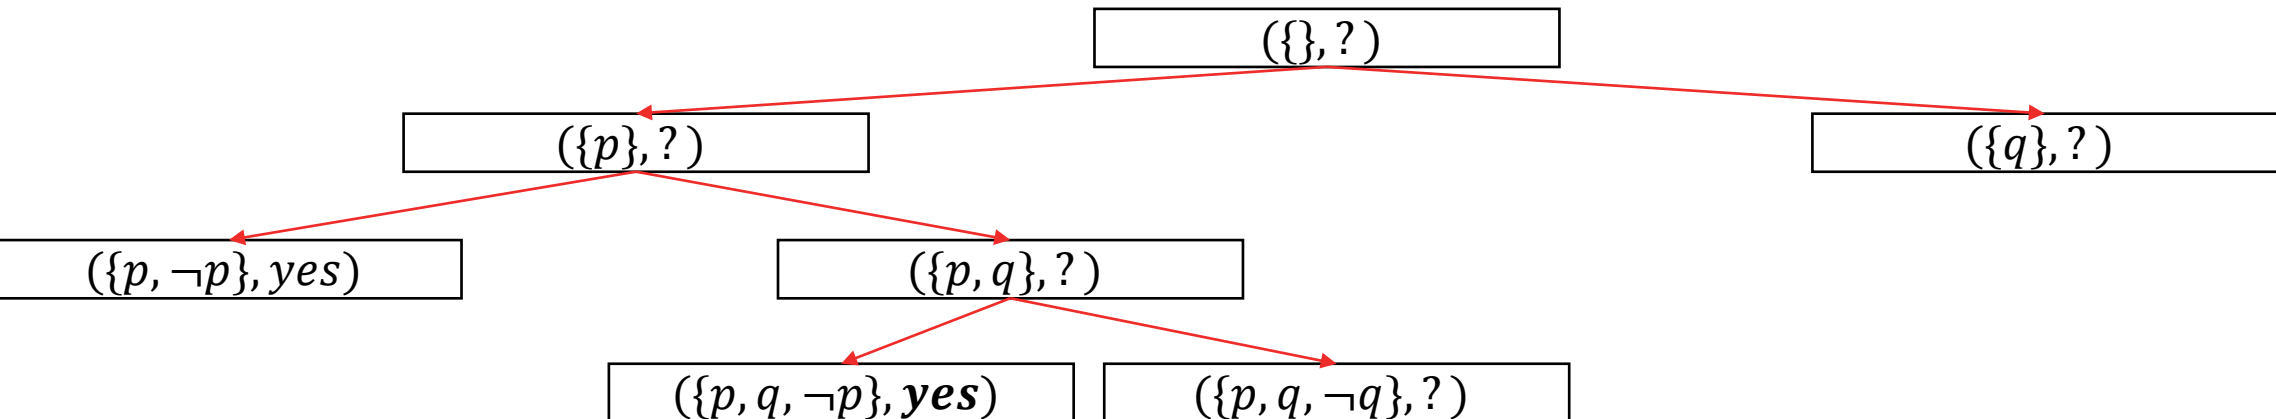 ({}, ? )
({p}, ? )
({q}, ? )
({p, ¬p}, yes)
({p, q}, ? )
({p, q, ¬p}, yes)
({p, q, ¬q}, ? )